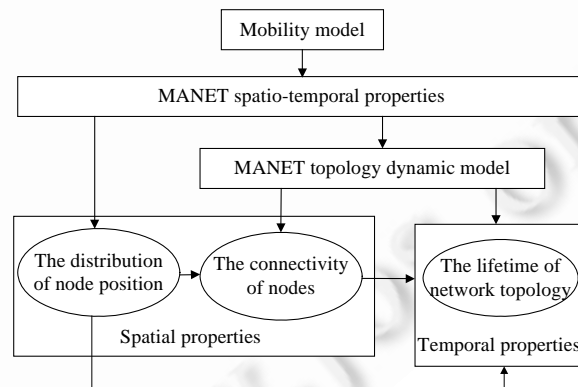 Mobility model
MANET spatio-temporal properties
MANET topology dynamic model
The distribution
of node position
The connectivity
of nodes
The lifetime of
network topology
Spatial properties
Temporal properties